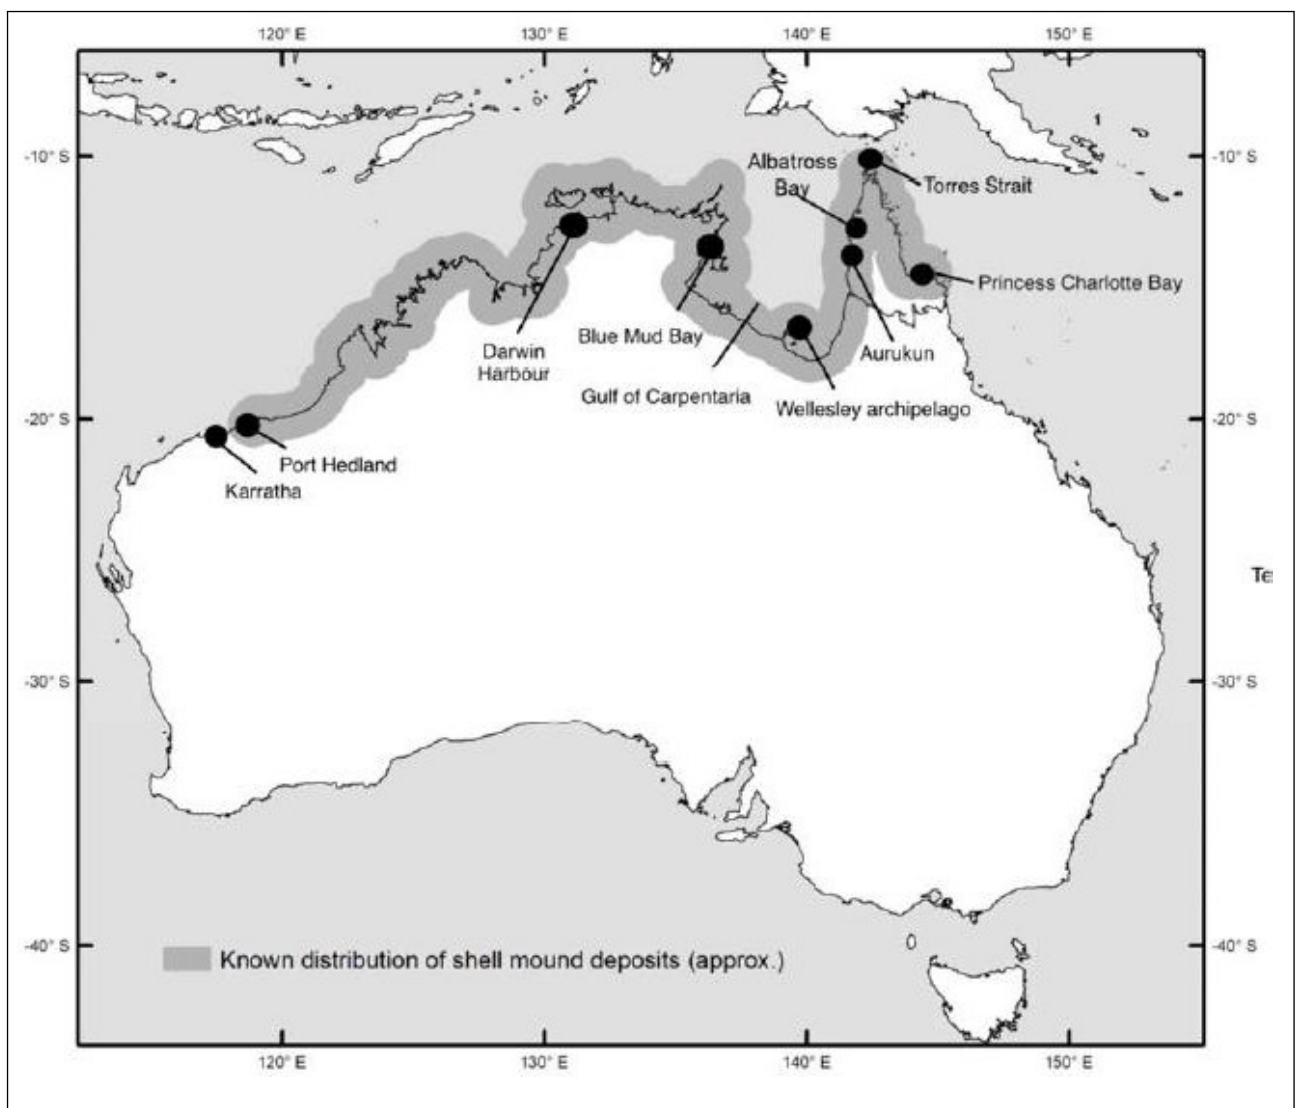 120° E
130° E
140° E
150° E
-10° S
-10° S
Albatross
Bay
Torres Strait
Princess Charlotte Bay
Blue Mud Bay
Darwin
Harbour
Aurukun
Gulf of Carpentaria
Wellesley archipelago
-20° S
-20° S
Port Hedland
Karratha
Te
-30° S
-30° S
-40° S
-40° S
Known distribution of shell mound deposits (approx.)
120° E
130° E
140° E
150° E